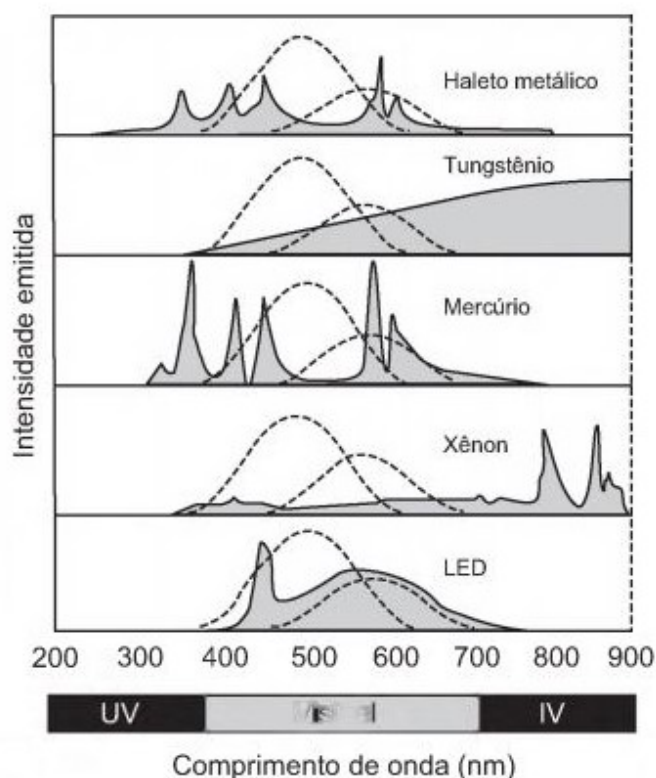 Intensidade emitida
Haleto metálico
Tungstênio
Mercúrio
Xênon
LED
200 300 400 500 600 700 800 900
UV IV
Comprimento de onda (nm)